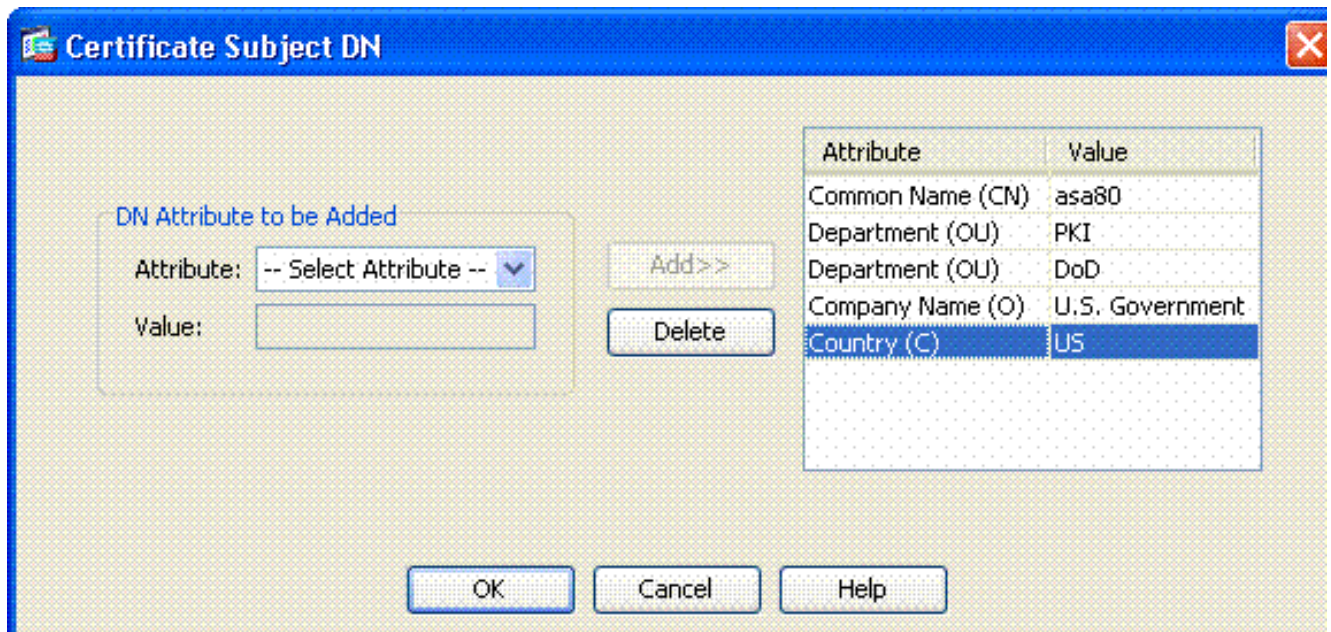 Certificate Subject DN
DN Attribute to be Added
Attribute: -- Select Attribute --
Value:
Add>>
Delete
Attribute Value
Common Name (CN) asa80
Department (OU) PKI
Department (OU) DoD
Company Name (O) U.S. Government
Country (C) US
OK Cancel Help